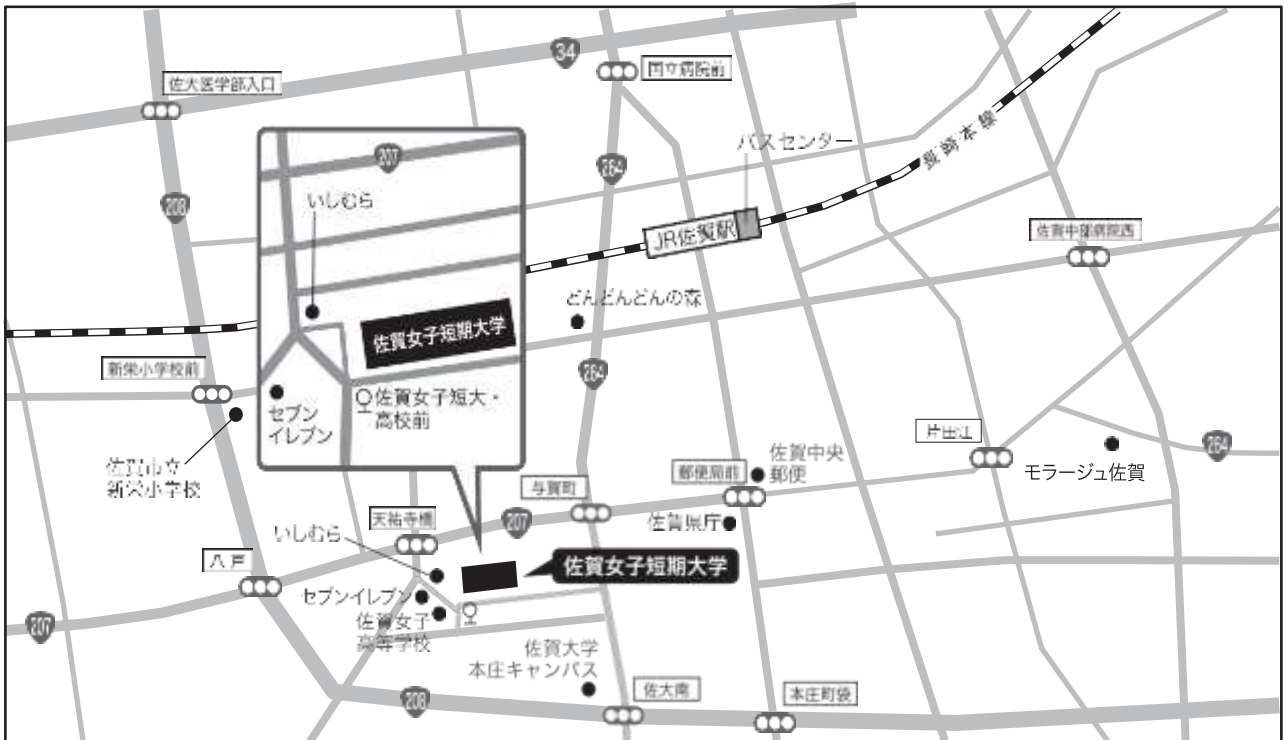 34
佐大医学部入口
国立病院前
207
264
バスセンター
長崎本線
208
いしむら
JR佐賀駅
佐賀中部病院西
どんどんどんの森
佐賀女子短期大学
新栄小学校前
264
佐賀女子短大・
高校前
セブン
イレブン
片田江
264
佐賀市立
新栄小学校
佐賀中央
郵便
郵便局前
モラージュ佐賀
与賀町
天祐寺橋
207
佐賀県庁
いしむら
八戸
佐賀女子短期大学
セブンイレブン
佐賀女子
高等学校
207
佐賀大学
本庄キャンパス
208
佐大南
本庄町袋